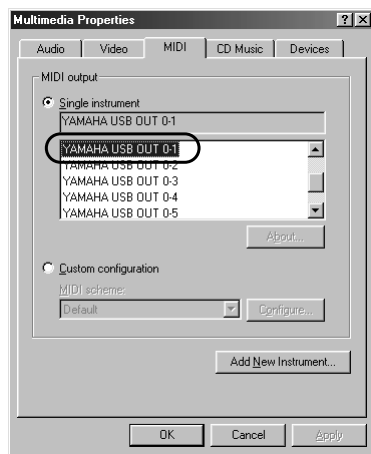 Multimedia Properties
Audio Video MIDI CD Music Devices
MIDI output
Single instrument
YAMAHA USB OUT 0-1
YAMAHA USB OUT 0-1
YAMAHA USB OUT 0-2
YAMAHA USB OUT 0-3
YAMAHA USB OUT 0-4
YAMAHA USB OUT 0-5
About...
Custom configuration
MIDI scheme:
Default Configure...
Add New Instrument...
OK Cancel Apply